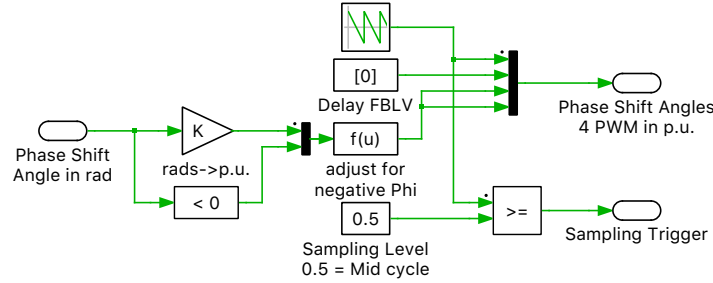 [0]
Delay FBLV
Phase Shift Angles
4 PWM in p.u.
K
f(u)
Phase Shift
Angle in rad
rads->p.u.
adjust for
negative Phi
< 0
0.5
>=
Sampling Trigger
Sampling Level
0.5 = Mid cycle